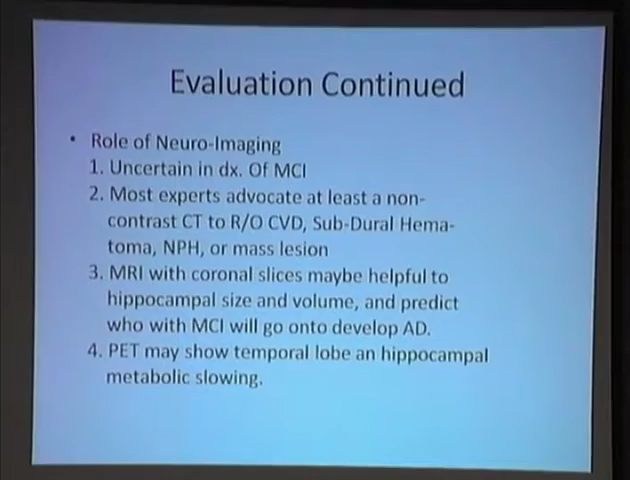 Evaluation Continued
• Role of Neuro-Imaging
1. Uncertain in dx. Of MCI
2. Most experts advocate at least a non-
contrast CT to R/O CVD, Sub-Dural Hema-
toma, NPH, or mass lesion
3. MRI with coronal slices maybe helpful to
hippocampal size and volume, and predict
who with MCI will go onto develop AD.
4. PET may show temporal lobe an hippocampal
metabolic slowing.